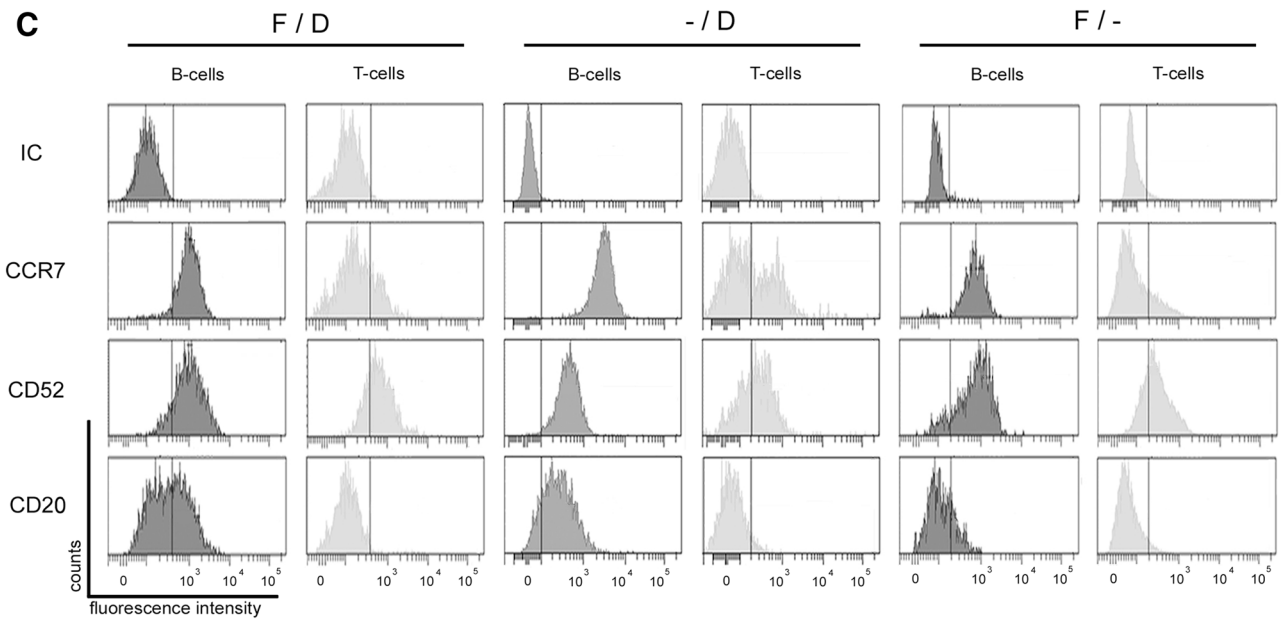 C
F / D
- / D
F / -
B-cells
T-cells
B-cells
T-cells
B-cells
T-cells
IC
CCR7
CD52
CD20
counts
0 10³ 10⁴ 10⁵
0 10³ 10⁴ 10⁵
0 10³ 10⁴ 10⁵
0 10³ 10⁴ 10⁵
0 10³ 10⁴ 10⁵
0 10³ 10⁴ 10⁵
fluorescence intensity